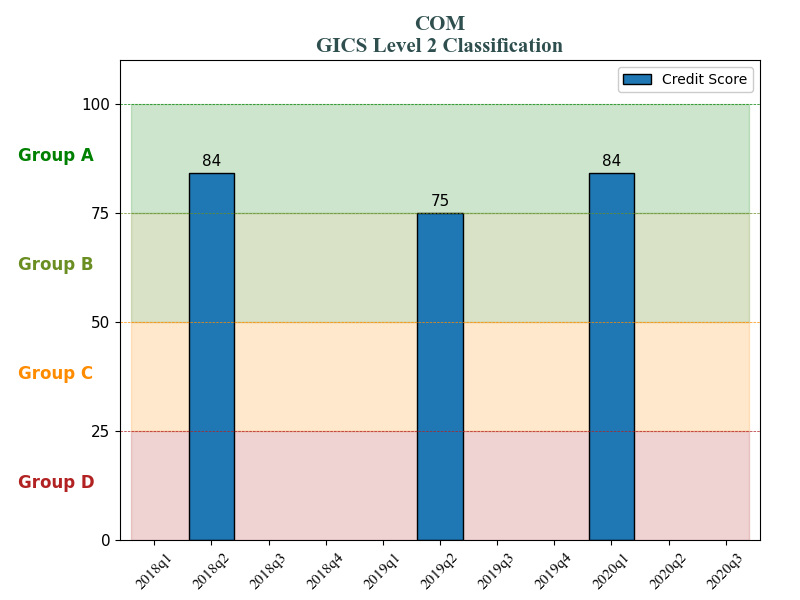 COM
GICS Level 2 Classification
Credit Score
100
Group A
84
75
84
75
Group B
50
Group C
25
Group D
0
2018q1
2018q2
2018q3
2018q4
2019q1
2019q2
2019q3
2019q4
2020q1
2020q2
2020q3